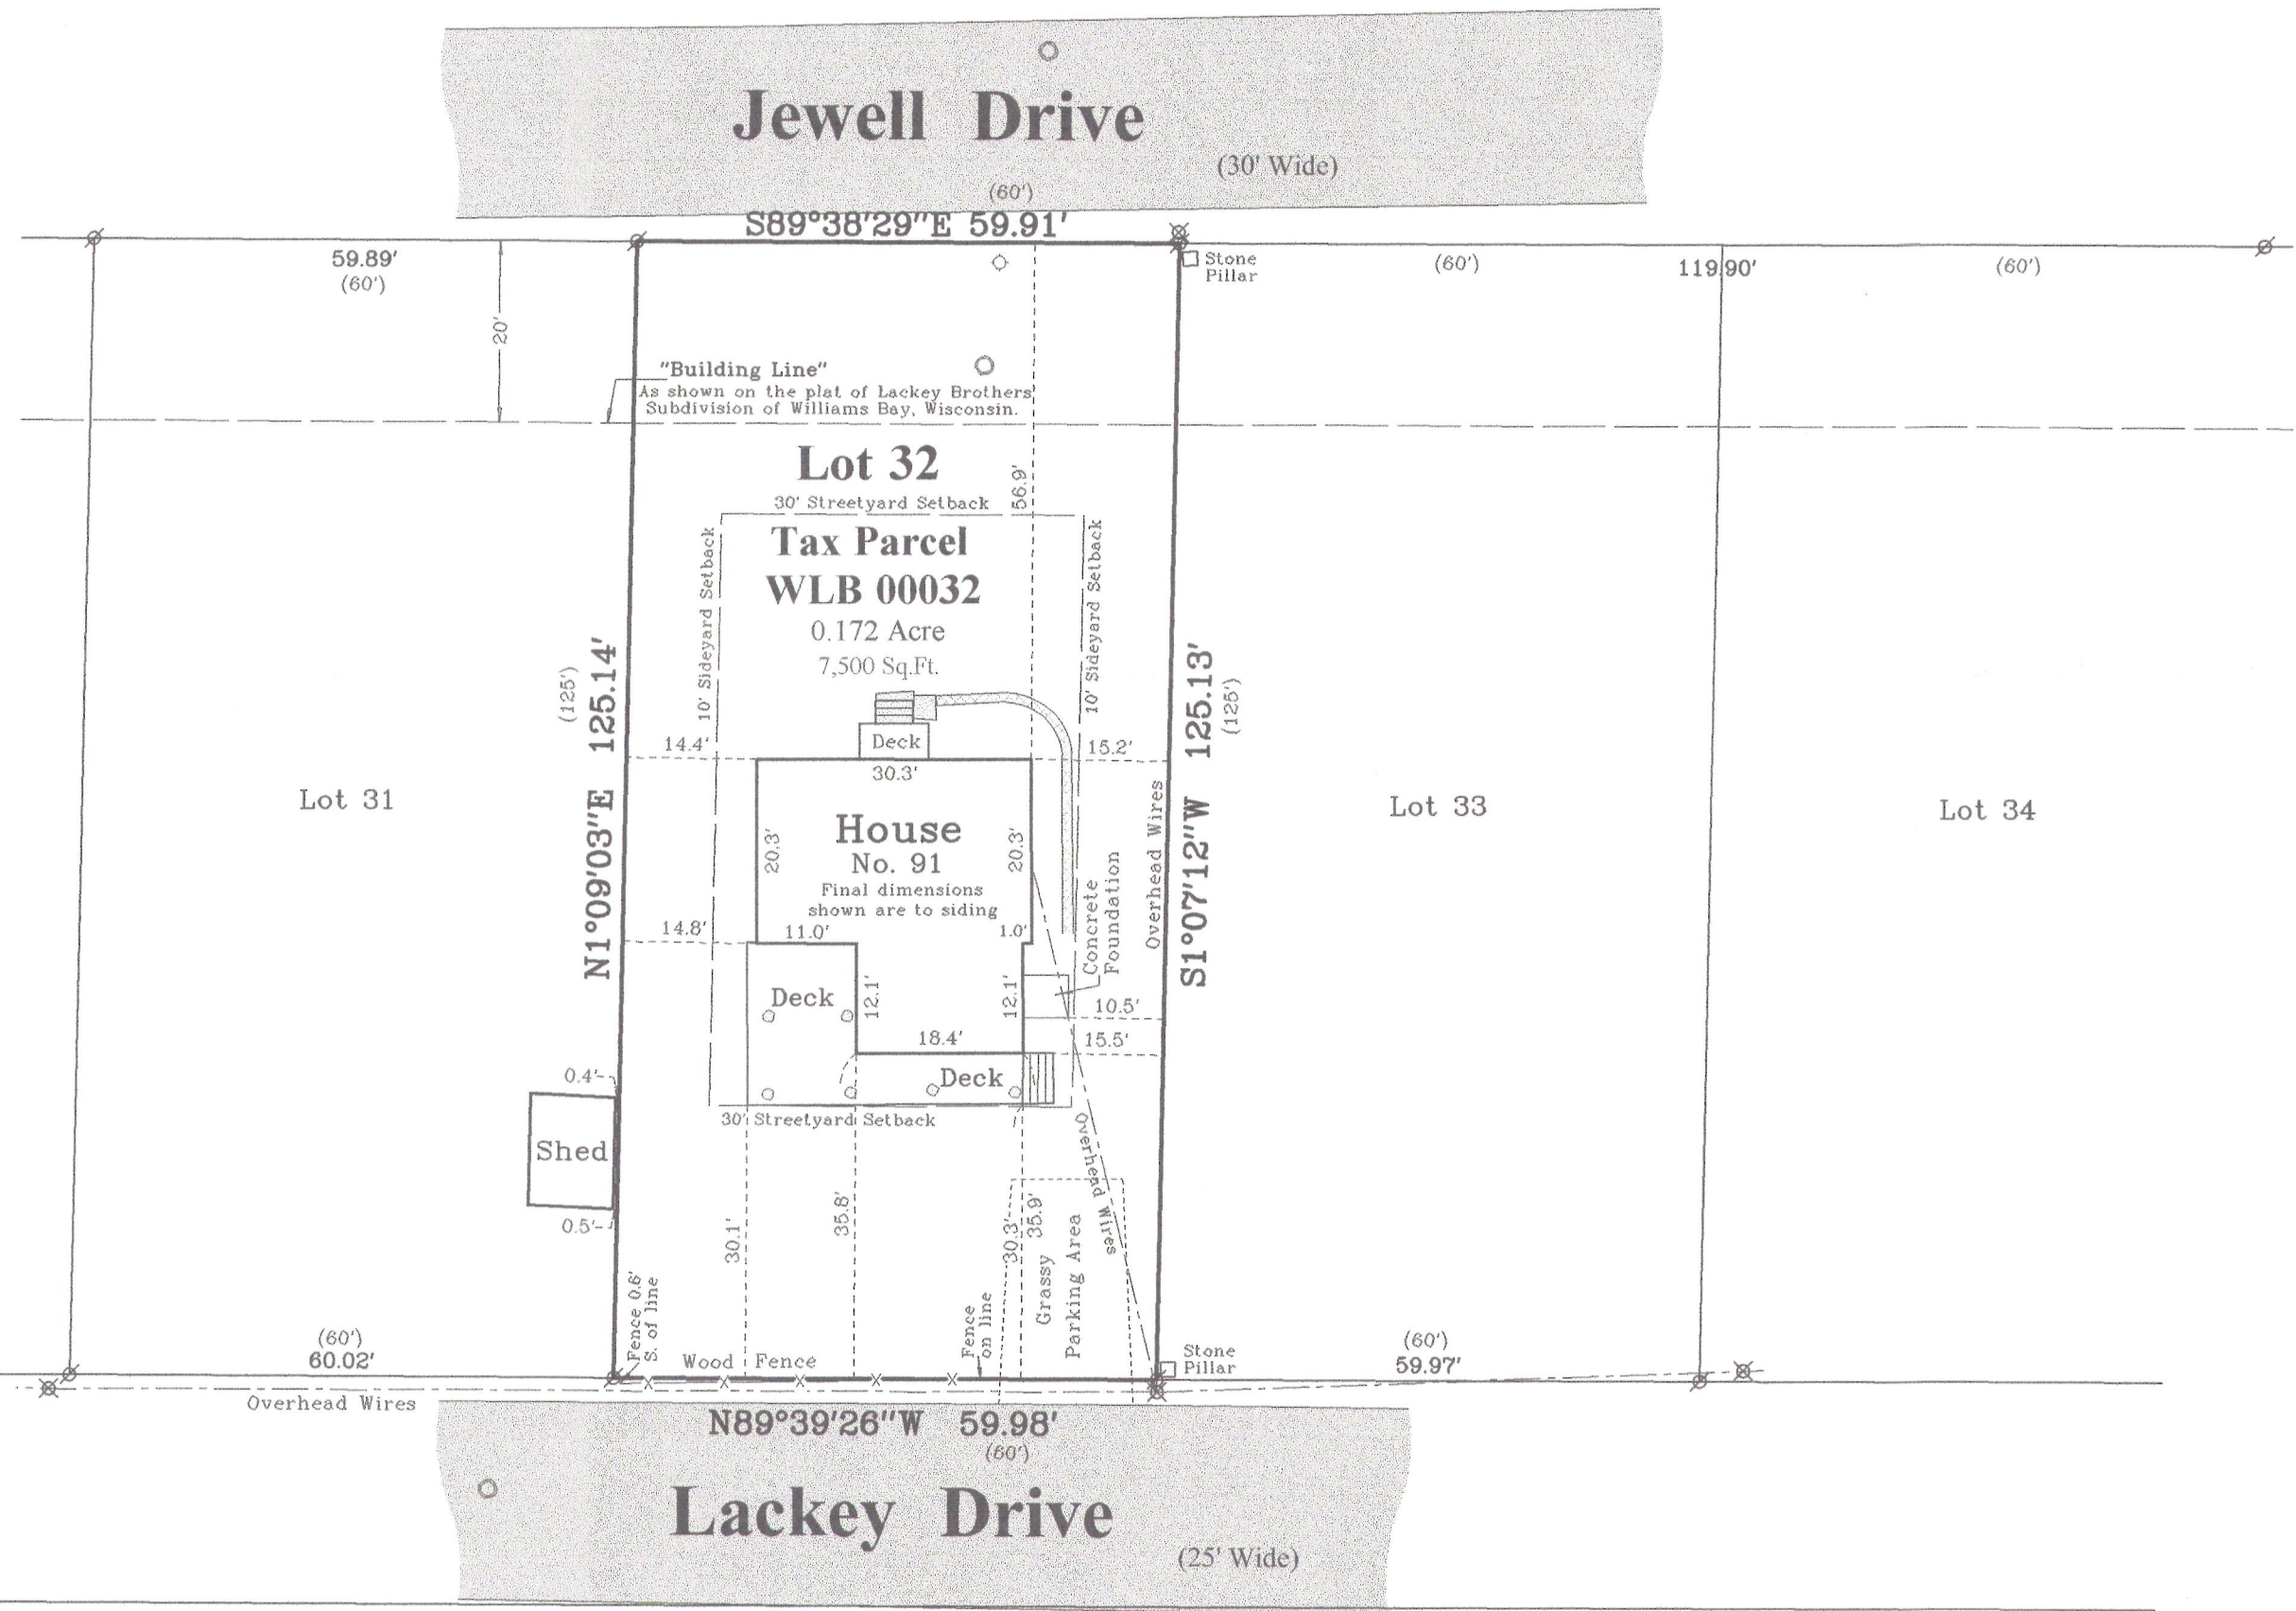 Jewell Drive
(30' Wide)
(60')
S89°38'29"E 59.91'
59.89'
(60')
Stone
Pillar
(60')
119.90'
(60')
20'
"Building Line"
As shown on the plat of Lackey Brothers'
Subdivision of Williams Bay, Wisconsin.
Lot 32
56.9'
30' Streetyard Setback
10' Sideyard Setback
10' Sideyard Setback
Tax Parcel
WLB 00032
0.172 Acre
7,500 Sq.Ft.
N1°09'03"E 125.14'
(125')
S1°07'12"W 125.13'
(125')
Deck
14.4'
30.3'
15.2'
Lot 31
House
No. 91
Final dimensions
shown are to siding
20.3'
20.3'
Overhead Wires
Lot 33
Lot 34
14.8'
11.0'
1.0'
Concrete
Foundation
Deck
12.1'
12.1'
10.5'
18.4'
15.5'
Deck
0.4'
Shed
0.5'
30' Streetyard Setback
Overhead Wires
30.1'
35.8'
30.3'
35.9'
Grassy
Parking Area
Fence 0.6'
S. of line
Wood Fence
Fence
on line
(60')
60.02'
Stone
Pillar
(60')
59.97'
Overhead Wires
N89°39'26"W 59.98'
(60')
Lackey Drive
(25' Wide)